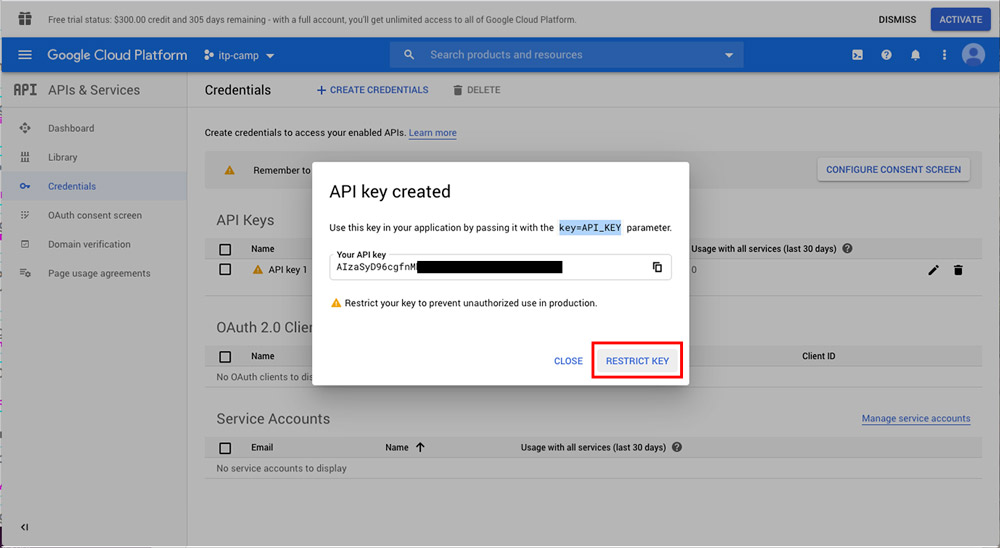 Free trial status: $300.00 credit and 305 days remaining - with a full account, you'll get unlimited access to all of Google Cloud Platform.
DISMISS
ACTIVATE
Google Cloud Platform
itp-camp
Search products and resources
API APIs & Services
Credentials
+ CREATE CREDENTIALS
DELETE
Dashboard
Library
Credentials
OAuth consent screen
Domain verification
Page usage agreements
Create credentials to access your enabled APIs. Learn more
Remember to
CONFIGURE CONSENT SCREEN
API Keys
Name
Usage with all services (last 30 days)
API key 1
0
OAuth 2.0 Clie
Name
Client ID
No OAuth clients to dis
Service Accounts
Manage service accounts
Email
Name
Usage with all services (last 30 days)
No service accounts to display
API key created
Use this key in your application by passing it with the key=API_KEY parameter.
Your API key
AIzaSyD96cgfnM
Restrict your key to prevent unauthorized use in production.
CLOSE
RESTRICT KEY